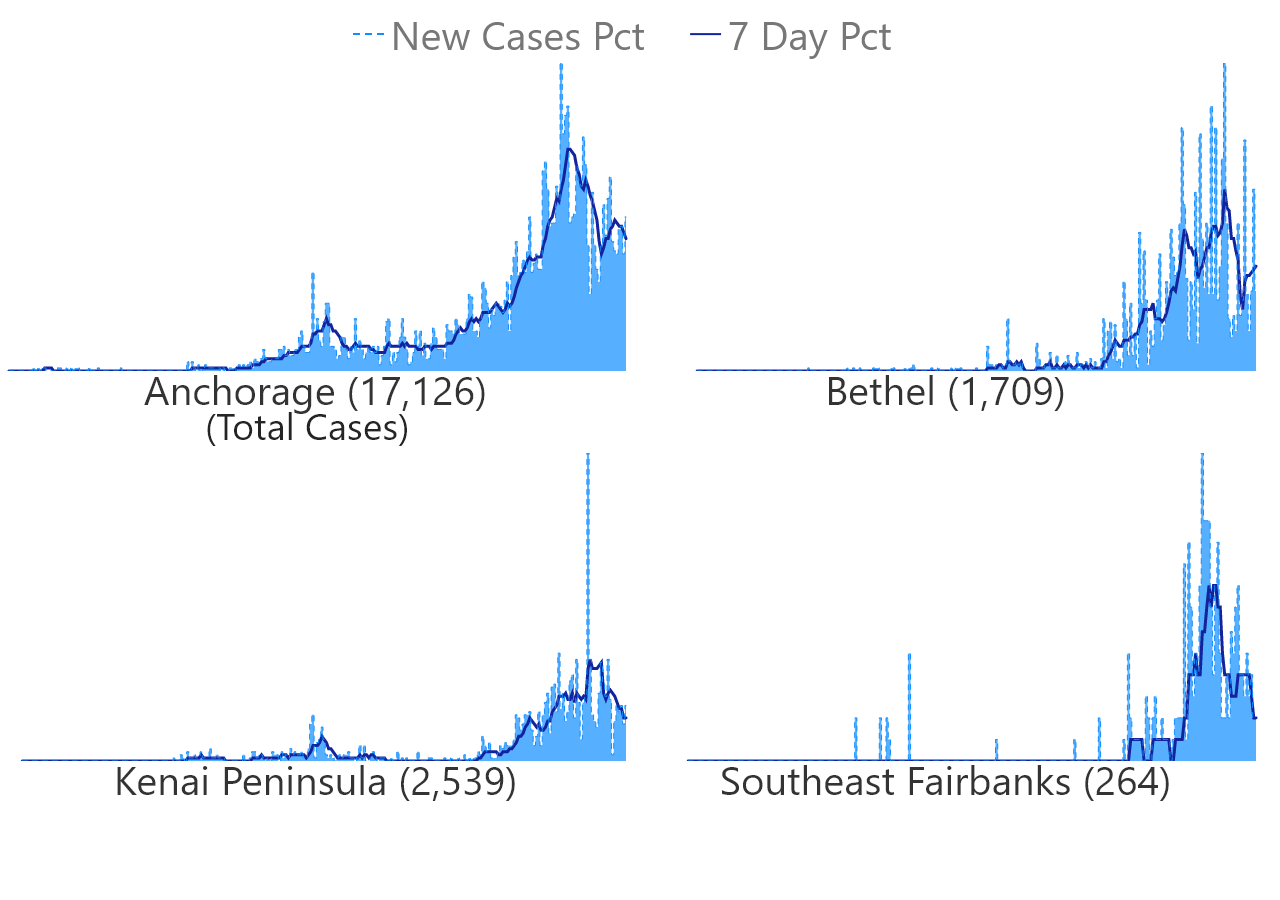 New Cases Pct 7 Day Pct
Anchorage (17,126)
(Total Cases)
Bethel (1,709)
Kenai Peninsula (2,539)
Southeast Fairbanks (264)